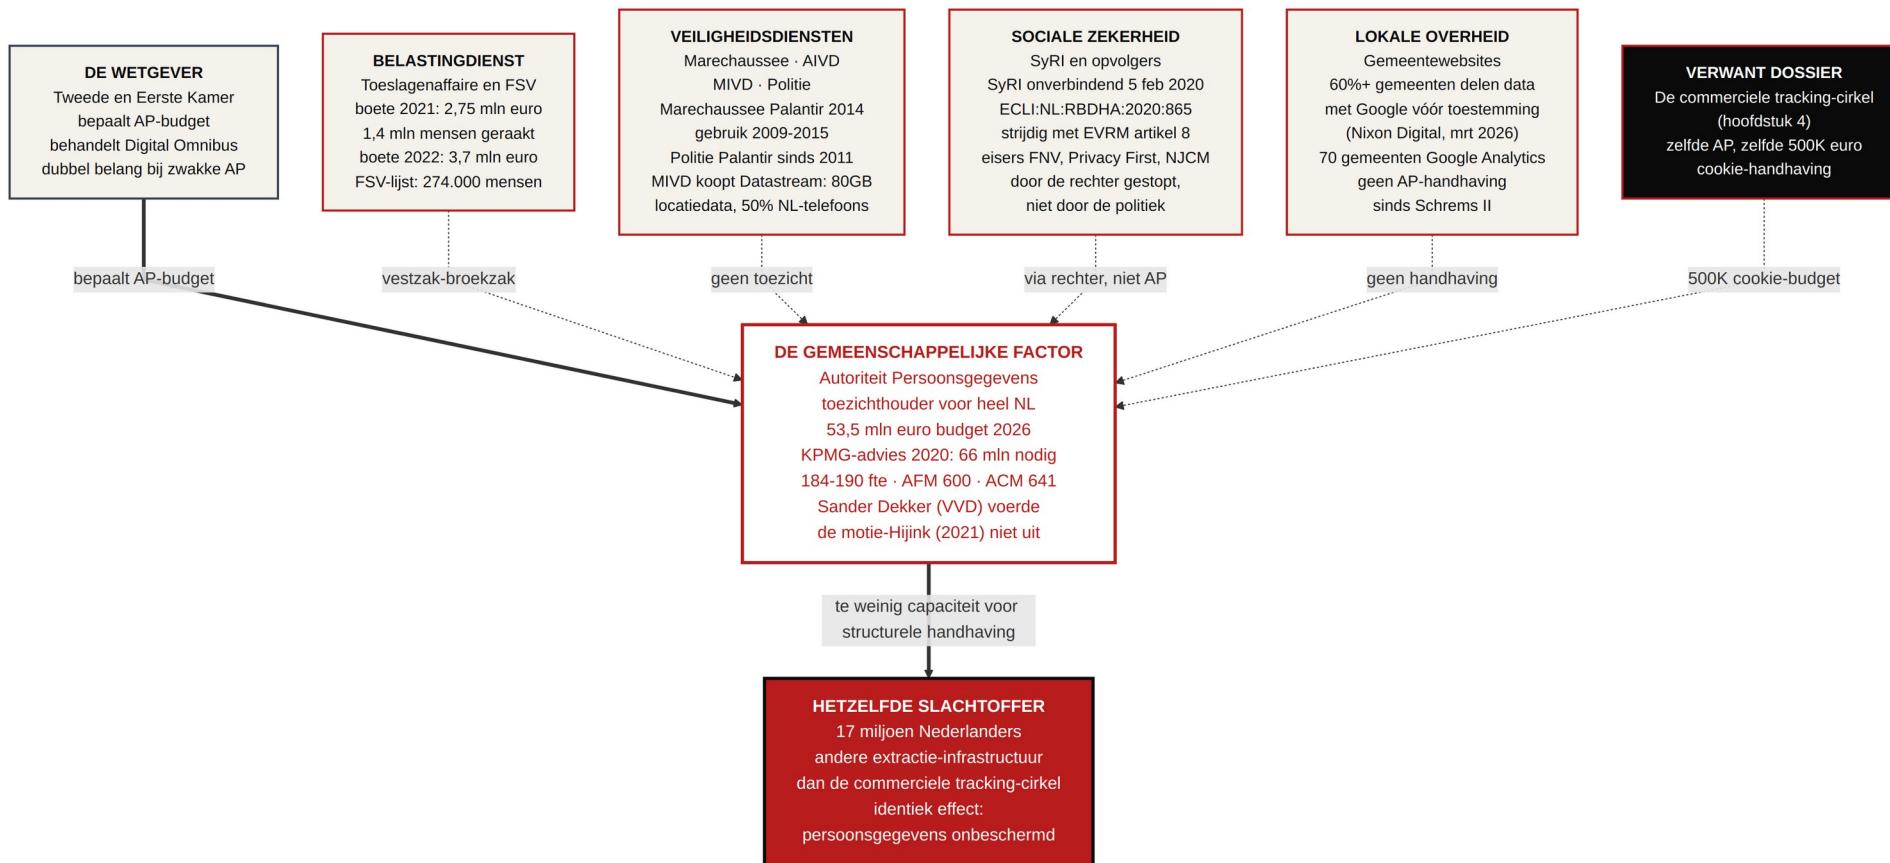 DE WETGEVER
Tweede en Eerste Kamer
bepaalt AP-budget
behandelt Digital Omnibus
dubbel belang bij zwakke AP
BELASTINGDIENST
Toeslagenaffaire en FSV
boete 2021: 2,75 mln euro
1,4 mln mensen geraakt
boete 2022: 3,7 mln euro
FSV-lijst: 274.000 mensen
VEILIGHEIDSDIENSTEN
Marechaussee · AIVD
MIVD · Politie
Marechaussee Palantir 2014
gebruik 2009-2015
Politie Palantir sinds 2011
MIVD koopt Datastream: 80GB
locatiedata, 50% NL-telefoons
SOCIALE ZEKERHEID
SyRI en opvolgers
SyRI onverbindend 5 feb 2020
ECLI:NL:RBDHA:2020:865
strijdig met EVRM artikel 8
eisers FNV, Privacy First, NJCM
door de rechter gestopt,
niet door de politiek
LOKALE OVERHEID
Gemeentewebsites
60%+ gemeenten delen data
met Google vóór toestemming
(Nixon Digital, mrt 2026)
70 gemeenten Google Analytics
geen AP-handhaving
sinds Schrems II
VERWANT DOSSIER
De commerciele tracking-cirkel
(hoofdstuk 4)
zelfde AP, zelfde 500K euro
cookie-handhaving
bepaalt AP-budget
vestzak-broekzak
geen toezicht
via rechter, niet AP
geen handhaving
500K cookie-budget
DE GEMEENSCHAPPELIJKE FACTOR
Autoriteit Persoonsgegevens
toezichthouder voor heel NL
53,5 mln euro budget 2026
KPMG-advies 2020: 66 mln nodig
184-190 fte · AFM 600 · ACM 641
Sander Dekker (VVD) voerde
de motie-Hijink (2021) niet uit
te weinig capaciteit voor
structurele handhaving
HETZELFDE SLACHTOFFER
17 miljoen Nederlanders
andere extractie-infrastructuur
dan de commerciele tracking-cirkel
identiek effect:
persoonsgegevens onbeschermd